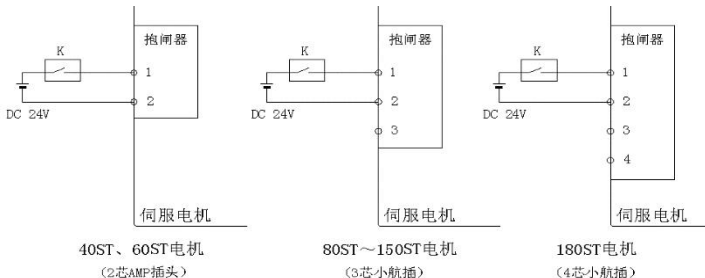 抱闸器
K
1
2
DC 24V
伺服电机
40ST、60ST电机
(2芯AMP插头)
抱闸器
K
1
2
3
DC 24V
伺服电机
80ST～150ST电机
(3芯小航插)
抱闸器
K
1
2
3
4
DC 24V
伺服电机
180ST电机
(4芯小航插)